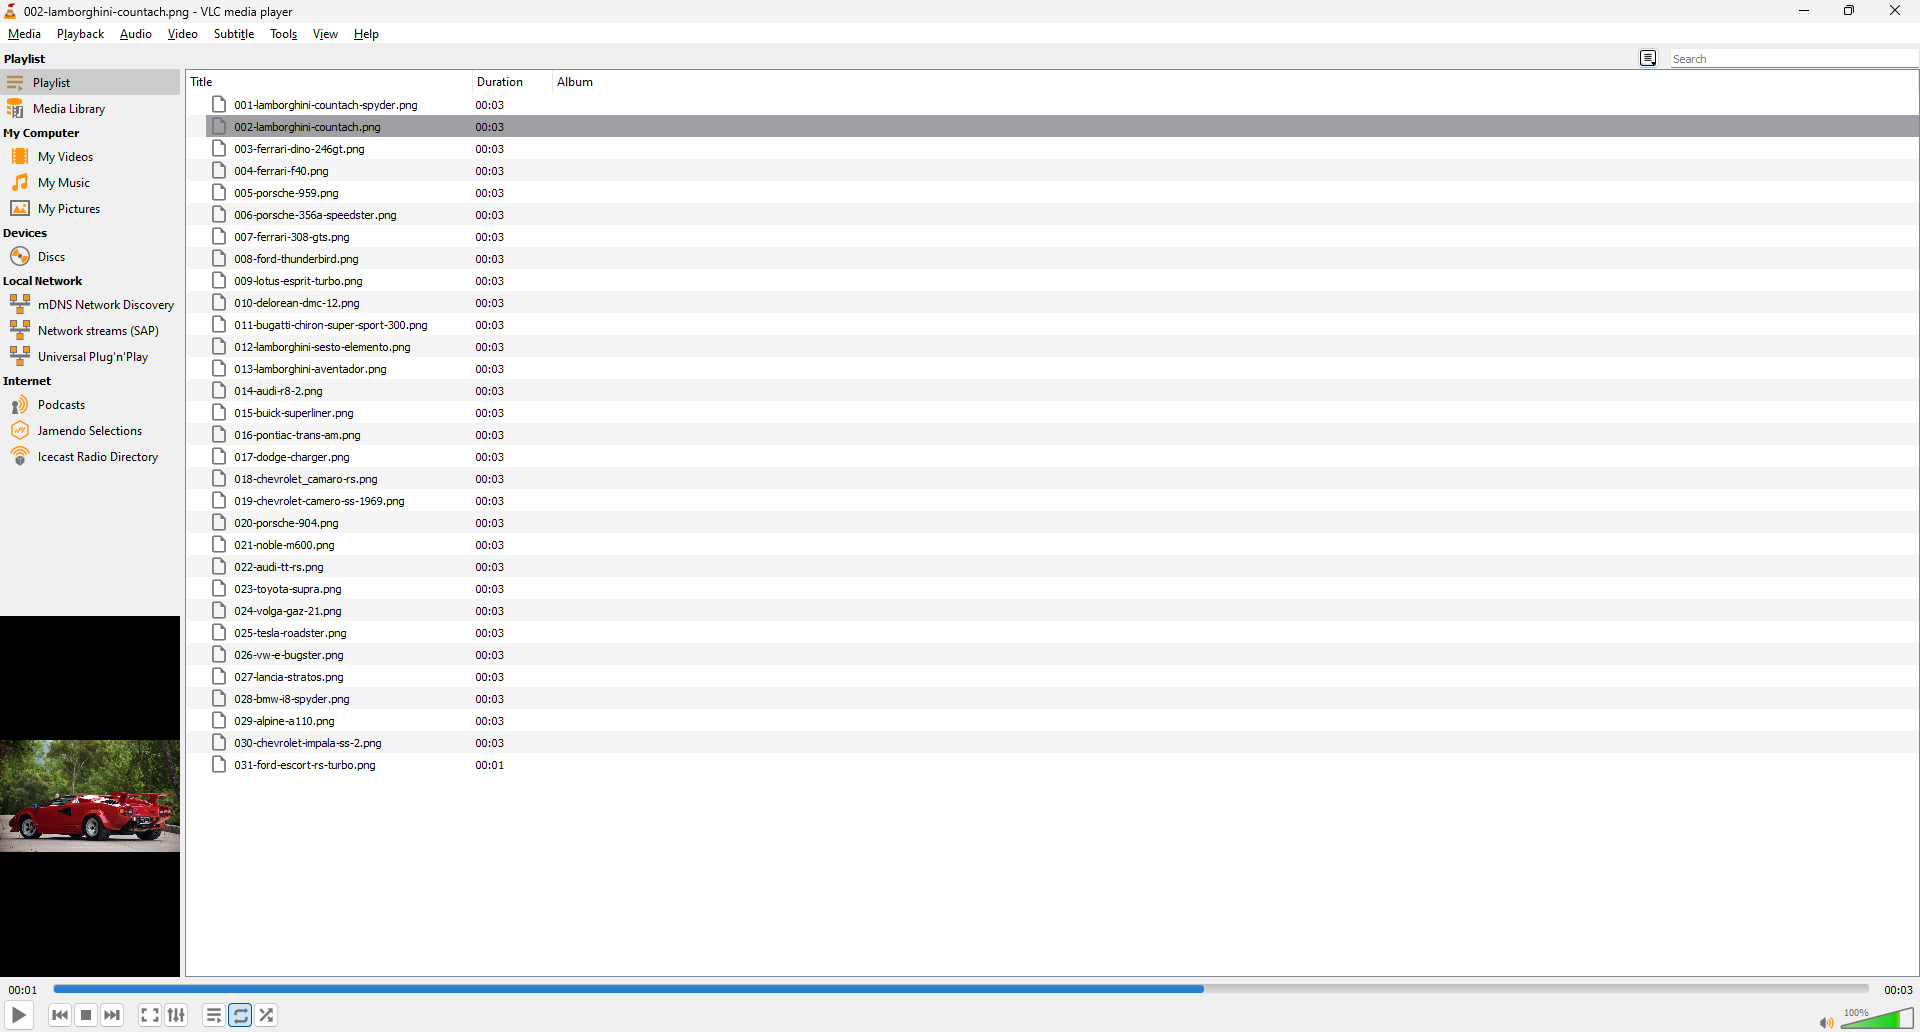 002-lamborghini-countach.png - VLC media player
Media Playback Audio Video Subtitle Tools View Help
Playlist
Search
Playlist
Media Library
My Computer
My Videos
My Music
My Pictures
Devices
Discs
Local Network
mDNS Network Discovery
Network streams (SAP)
Universal Plug'n'Play
Internet
Podcasts
Jamendo Selections
Icecast Radio Directory
Title Duration Album
001-lamborghini-countach-spyder.png 00:03
002-lamborghini-countach.png 00:03
003-ferrari-dino-246gt.png 00:03
004-ferrari-f40.png 00:03
005-porsche-959.png 00:03
006-porsche-356a-speedster.png 00:03
007-ferrari-308-gts.png 00:03
008-ford-thunderbird.png 00:03
009-lotus-esprit-turbo.png 00:03
010-delorean-dmc-12.png 00:03
011-bugatti-chiron-super-sport-300.png 00:03
012-lamborghini-sesto-elemento.png 00:03
013-lamborghini-aventador.png 00:03
014-audi-r8-2.png 00:03
015-buick-superliner.png 00:03
016-pontiac-trans-am.png 00:03
017-dodge-charger.png 00:03
018-chevrolet_camaro-rs.png 00:03
019-chevrolet-camero-ss-1969.png 00:03
020-porsche-904.png 00:03
021-noble-m600.png 00:03
022-audi-tt-rs.png 00:03
023-toyota-supra.png 00:03
024-volga-gaz-21.png 00:03
025-tesla-roadster.png 00:03
026-vw-e-bugster.png 00:03
027-lancia-stratos.png 00:03
028-bmw-i8-spyder.png 00:03
029-alpine-a110.png 00:03
030-chevrolet-impala-ss-2.png 00:03
031-ford-escort-rs-turbo.png 00:01
00:01 00:03
100%